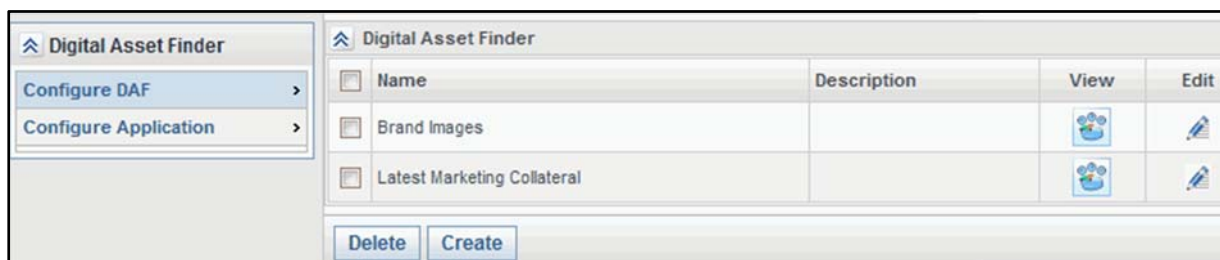 Digital Asset Finder
Configure DAF
Configure Application
Digital Asset Finder
Name Description View Edit
Brand Images
Latest Marketing Collateral
Delete Create